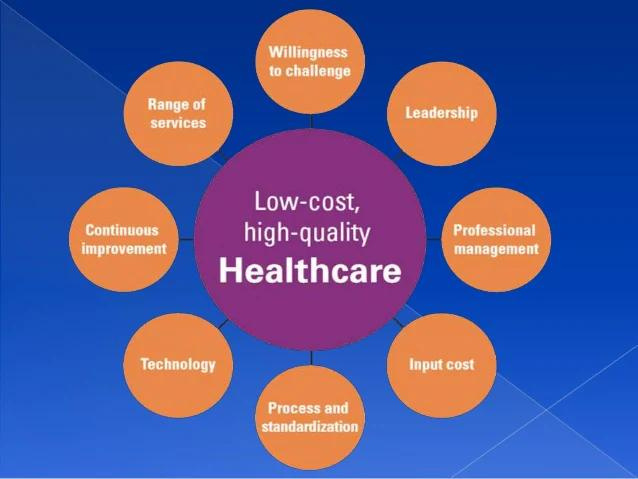 Willingness
to challenge
Leadership
Professional
management
Input cost
Process and
standardization
Technology
Continuous
improvement
Range of
services
Low-cost,
high-quality
Healthcare